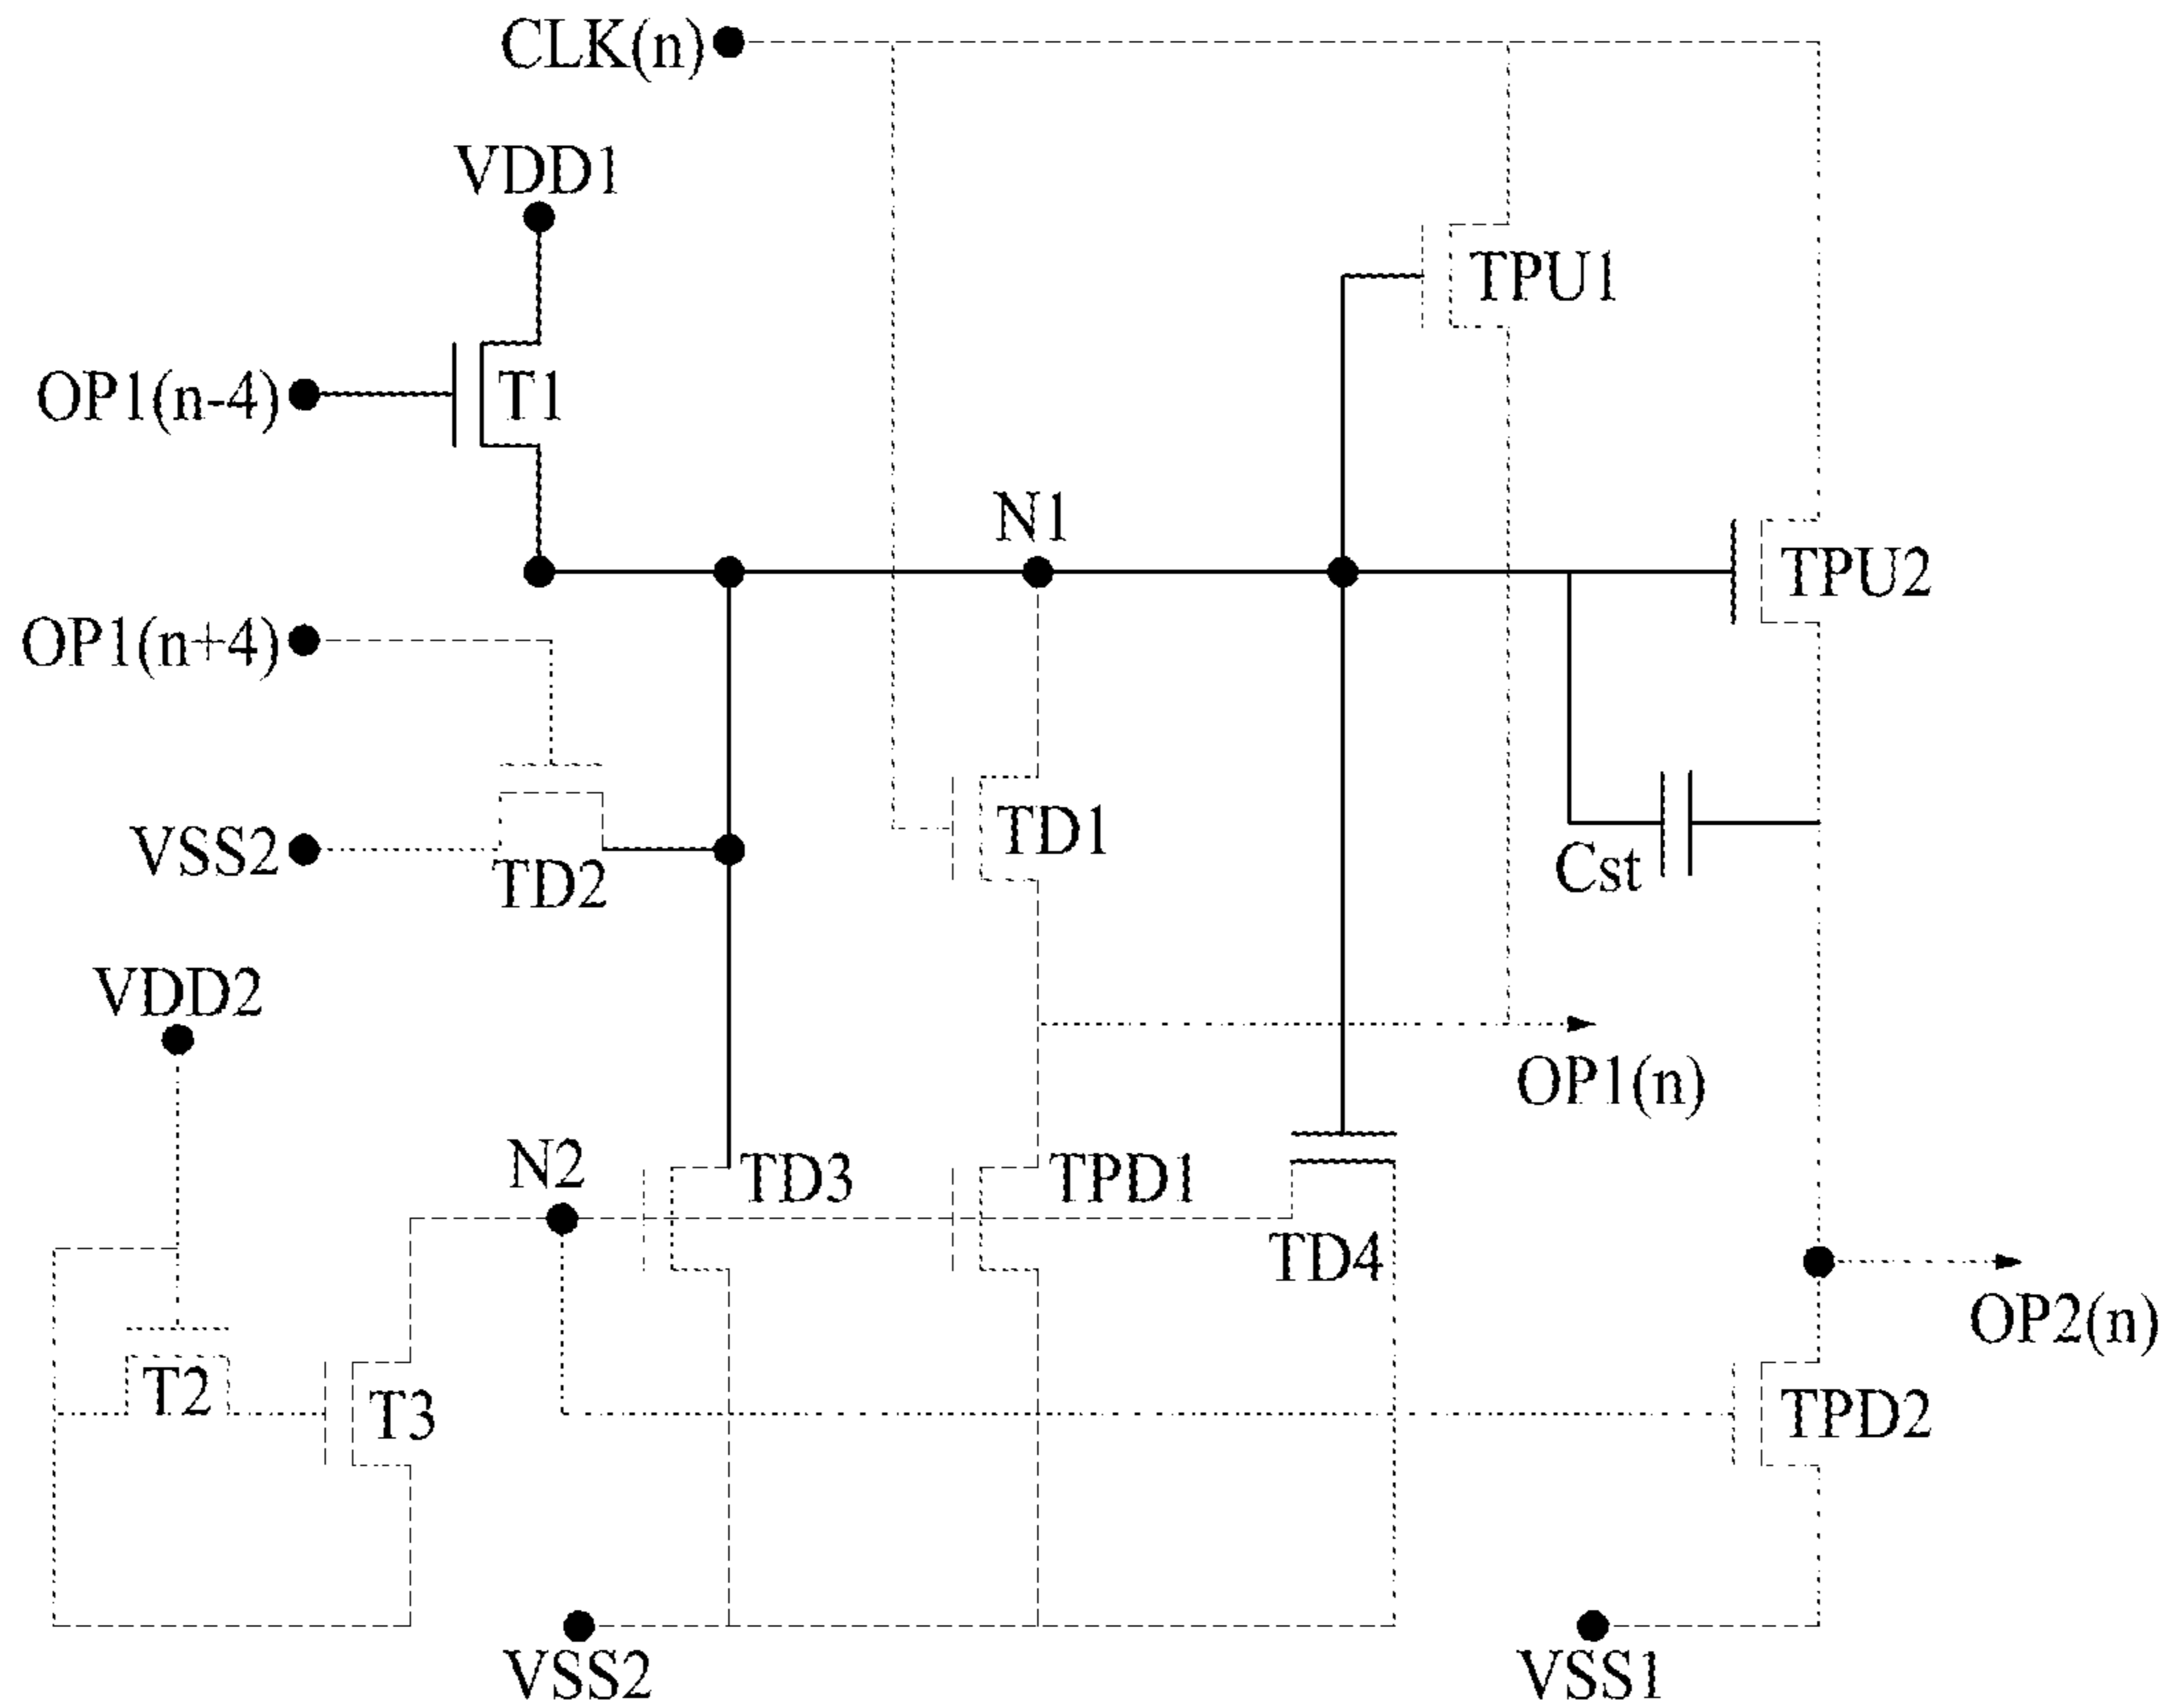 CLK(n)
VDD1
TPU1
OP1(n-4)
T1
N1
TPU2
OP1(n+4)
TD1
VSS2
TD2
Cst
VDD2
OP1(n)
N2
TD3
TPD1
TD4
OP2(n)
T2
T3
TPD2
VSS2
VSS1